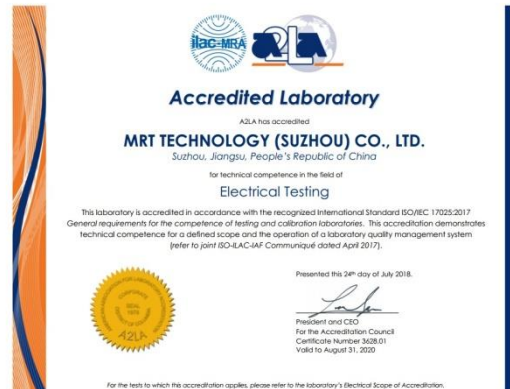 ilac-MRA
A2LA
Accredited Laboratory
A2LA has accredited
MRT TECHNOLOGY (SUZHOU) CO., LTD.
Suzhou, Jiangsu, People's Republic of China
for technical competence in the field of
Electrical Testing
This laboratory is accredited in accordance with the recognized International Standard ISO/IEC 17025:2017
General requirements for the competence of testing and calibration laboratories. This accreditation demonstrates
technical competence for a defined scope and the operation of a laboratory quality management system
(refer to joint ISO-ILAC-IAF Communiqué dated April 2017).
Presented this 24th day of July 2018.
President and CEO
For the Accreditation Council
Certificate Number 3628.01
Valid to August 31, 2020
CORPORATE
SEAL
1978
A2LA
For the tests to which this accreditation applies, please refer to the laboratory's Electrical Scope of Accreditation.